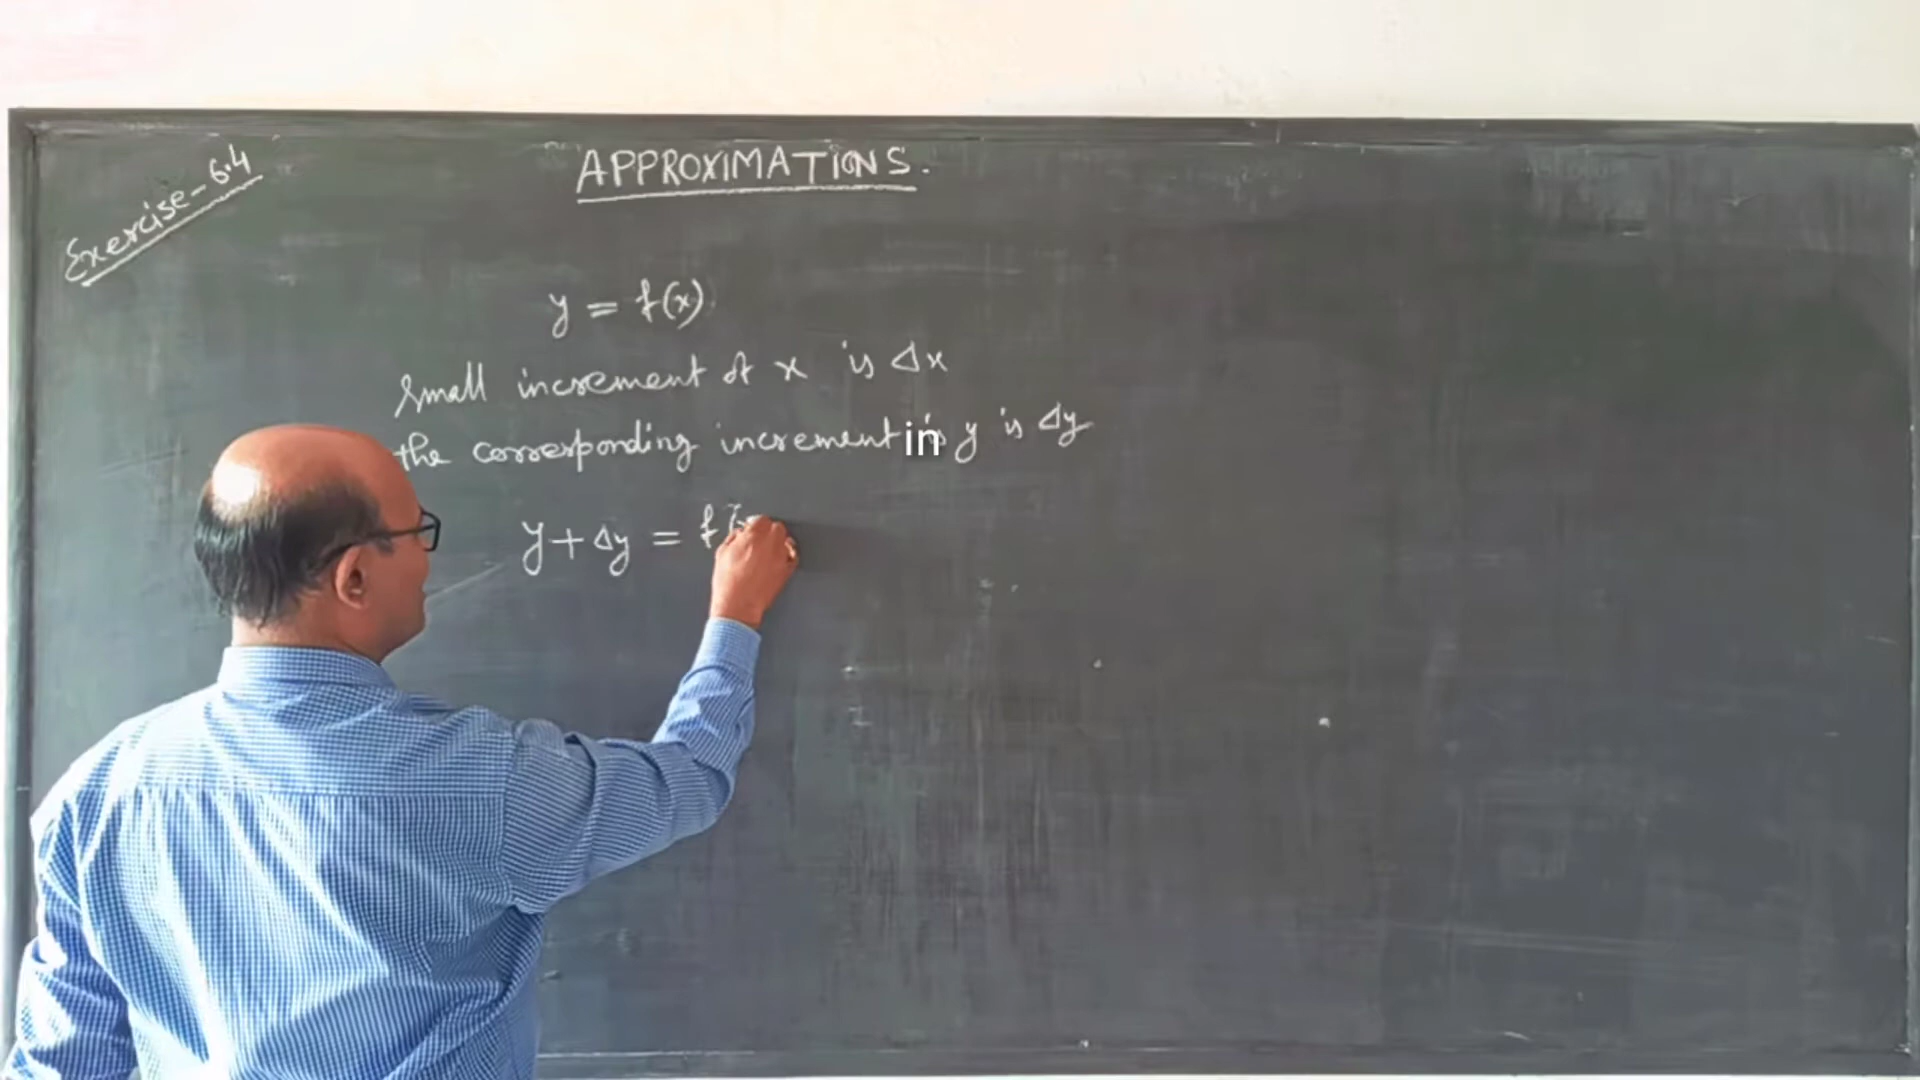 Exercise-6.4
APPROXIMATIONS.
y = f(x).
Small increment of x is Δx
the corresponding increment in y is Δy
y + Δy = f(x